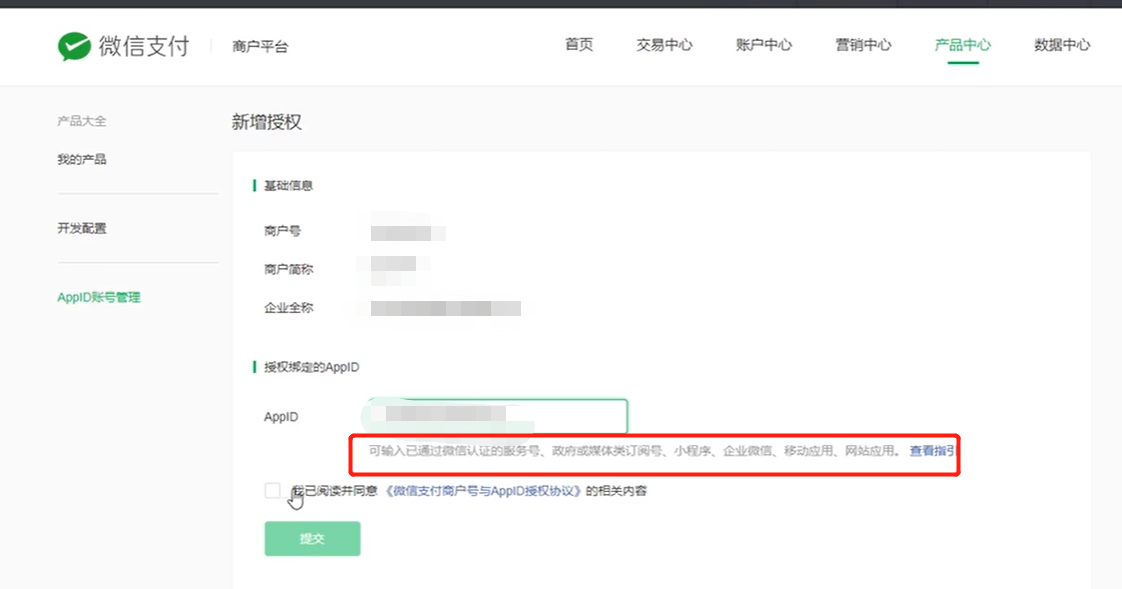 微信支付 商户平台 首页 交易中心 账户中心 营销中心 产品中心 数据中心
产品大全
我的产品
开发配置
AppID账号管理
新增授权
基础信息
商户号
商户简称
企业全称
授权绑定的AppID
AppID
可输入已通过微信认证的服务号、政府或媒体类订阅号、小程序、企业微信、移动应用、网站应用。 查看指引
我已阅读并同意《微信支付商户号与AppID授权协议》的相关内容
提交